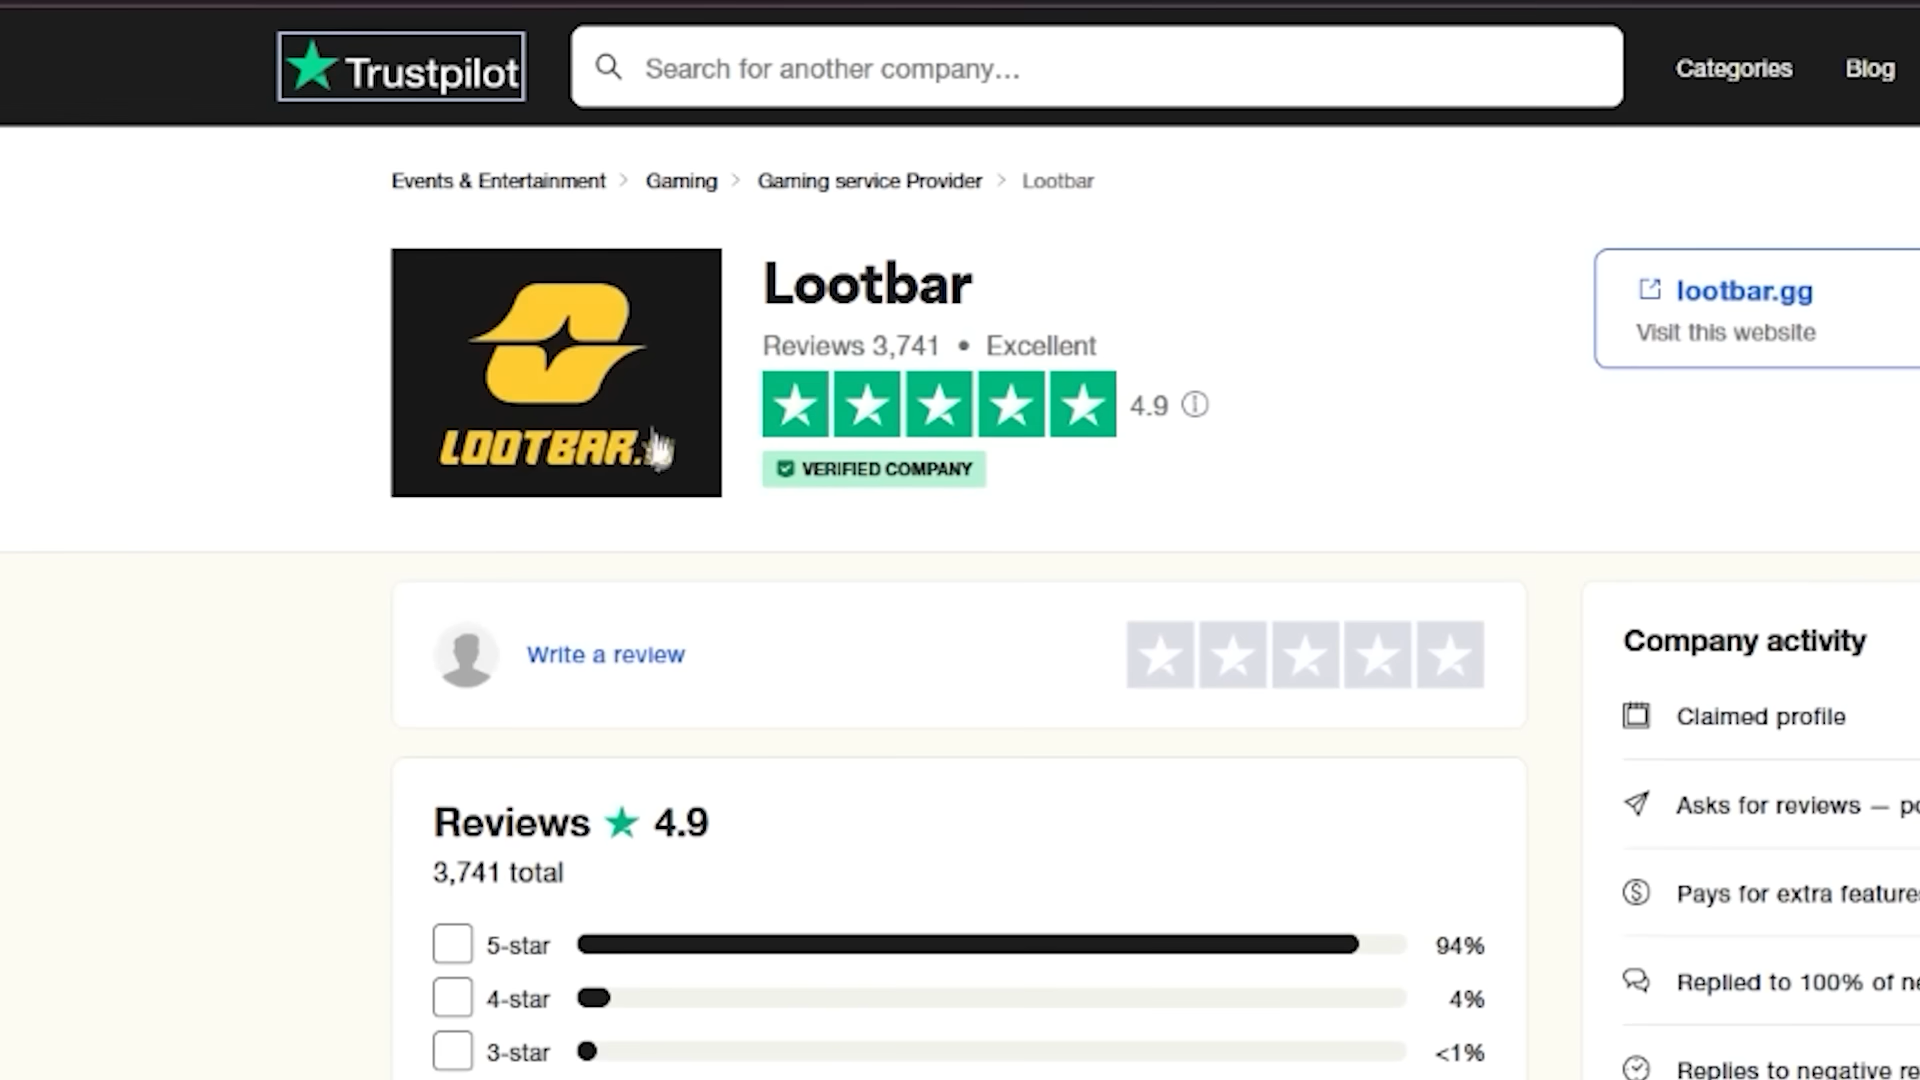 Trustpilot
Search for another company...
Categories
Blog
Events & Entertainment > Gaming > Gaming service Provider > Lootbar
LOOTBAR.
Lootbar
Reviews 3,741 • Excellent
4.9
VERIFIED COMPANY
lootbar.gg
Visit this website
Write a review
Reviews ★ 4.9
3,741 total
5-star 94%
4-star 4%
3-star <1%
Company activity
Claimed profile
Asks for reviews —
Pays for extra
Replied to 100% of
Replies to negative